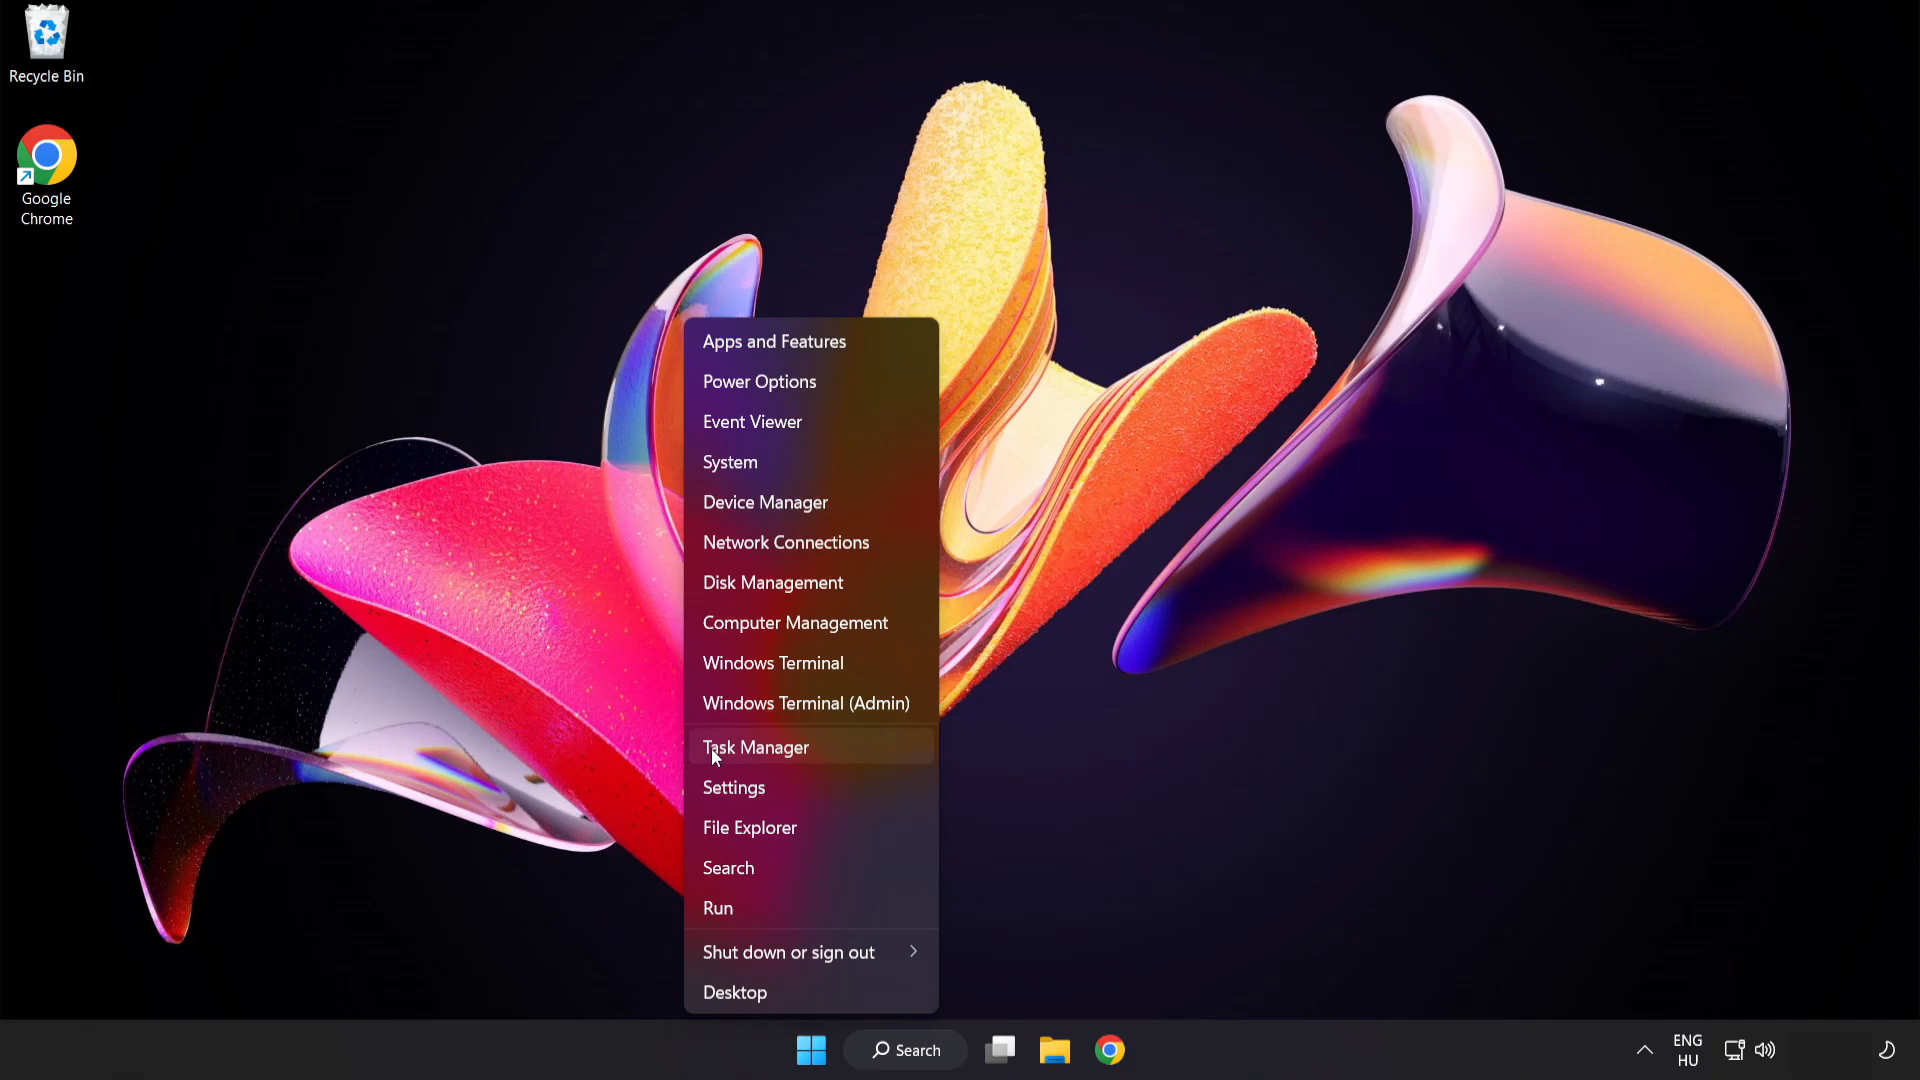 Recycle Bin
Google
Chrome
Apps and Features
Power Options
Event Viewer
System
Device Manager
Network Connections
Disk Management
Computer Management
Windows Terminal
Windows Terminal (Admin)
Task Manager
Settings
File Explorer
Search
Run
Shut down or sign out
Desktop
Search
ENG
HU